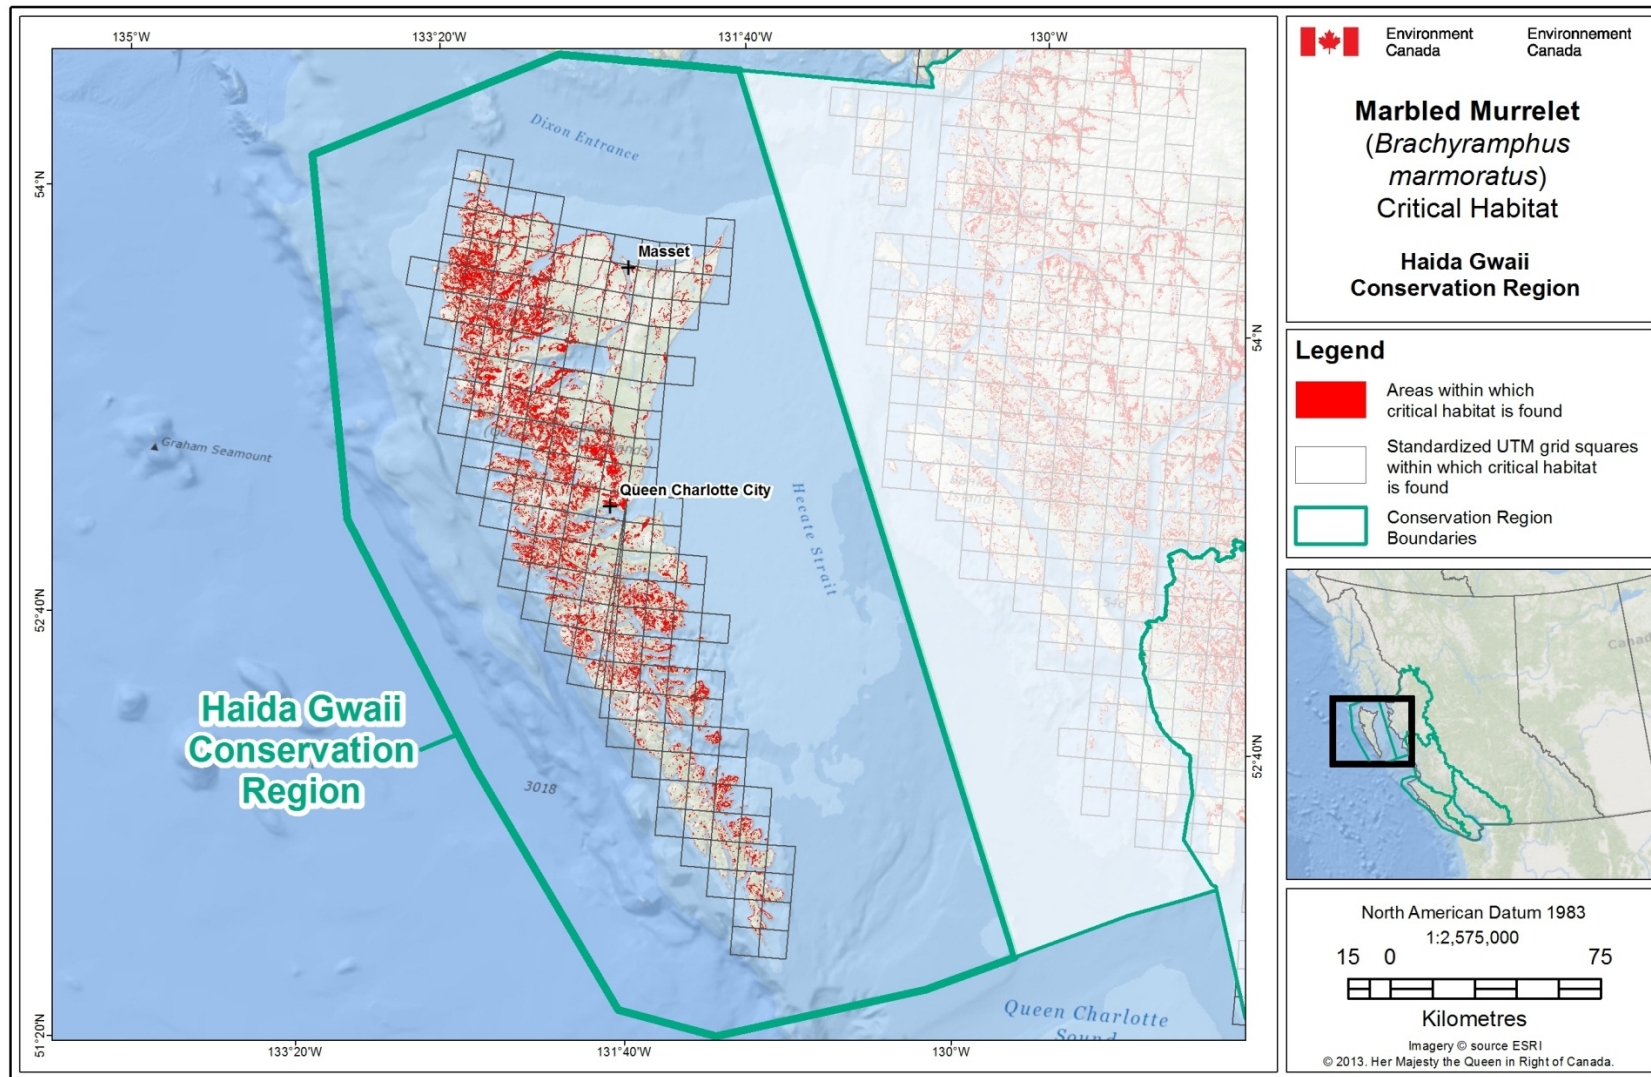 135°W
133°20'W
131°40'W
130°W
Environment
Canada
Environnement
Canada
Marbled Murrelet
(Brachyramphus
marmoratus)
Critical Habitat
Haida Gwaii
Conservation Region
Dixon Entrance
54°N
Masset
54°N
Legend
Areas within which
critical habitat is found
Standardized UTM grid squares
within which critical habitat
is found
Conservation Region
Boundaries
Graham Seamount
Queen Charlotte City
Hecate Strait
52°40'N
52°40'N
Haida Gwaii
Conservation
Region
3018
Queen Charlotte
Sound
51°20'N
133°20'W
131°40'W
130°W
North American Datum 1983
1:2,575,000
15 0 75
Kilometres
Imagery © source ESRI
© 2013. Her Majesty the Queen in Right of Canada.